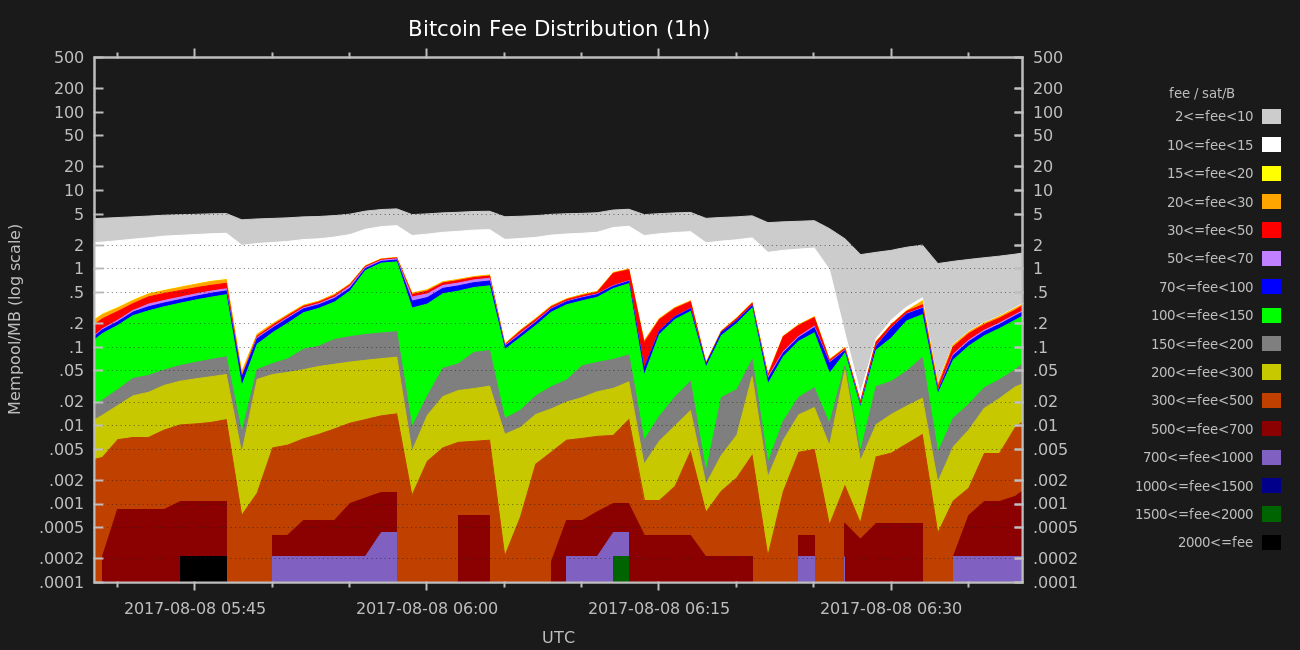 Bitcoin Fee Distribution (1h)
500 500
200 200
100 100
50 50
20 20
10 10
5 5
2 2
1 1
.5 .5
.2 .2
.1 .1
.05 .05
.02 .02
.01 .01
.005 .005
.002 .002
.001 .001
.0005 .0005
.0002 .0002
.0001 .0001
Mempool/MB (log scale)
2017-08-08 05:45 2017-08-08 06:00 2017-08-08 06:15 2017-08-08 06:30
UTC
fee / sat/B
2<=fee<10
10<=fee<15
15<=fee<20
20<=fee<30
30<=fee<50
50<=fee<70
70<=fee<100
100<=fee<150
150<=fee<200
200<=fee<300
300<=fee<500
500<=fee<700
700<=fee<1000
1000<=fee<1500
1500<=fee<2000
2000<=fee